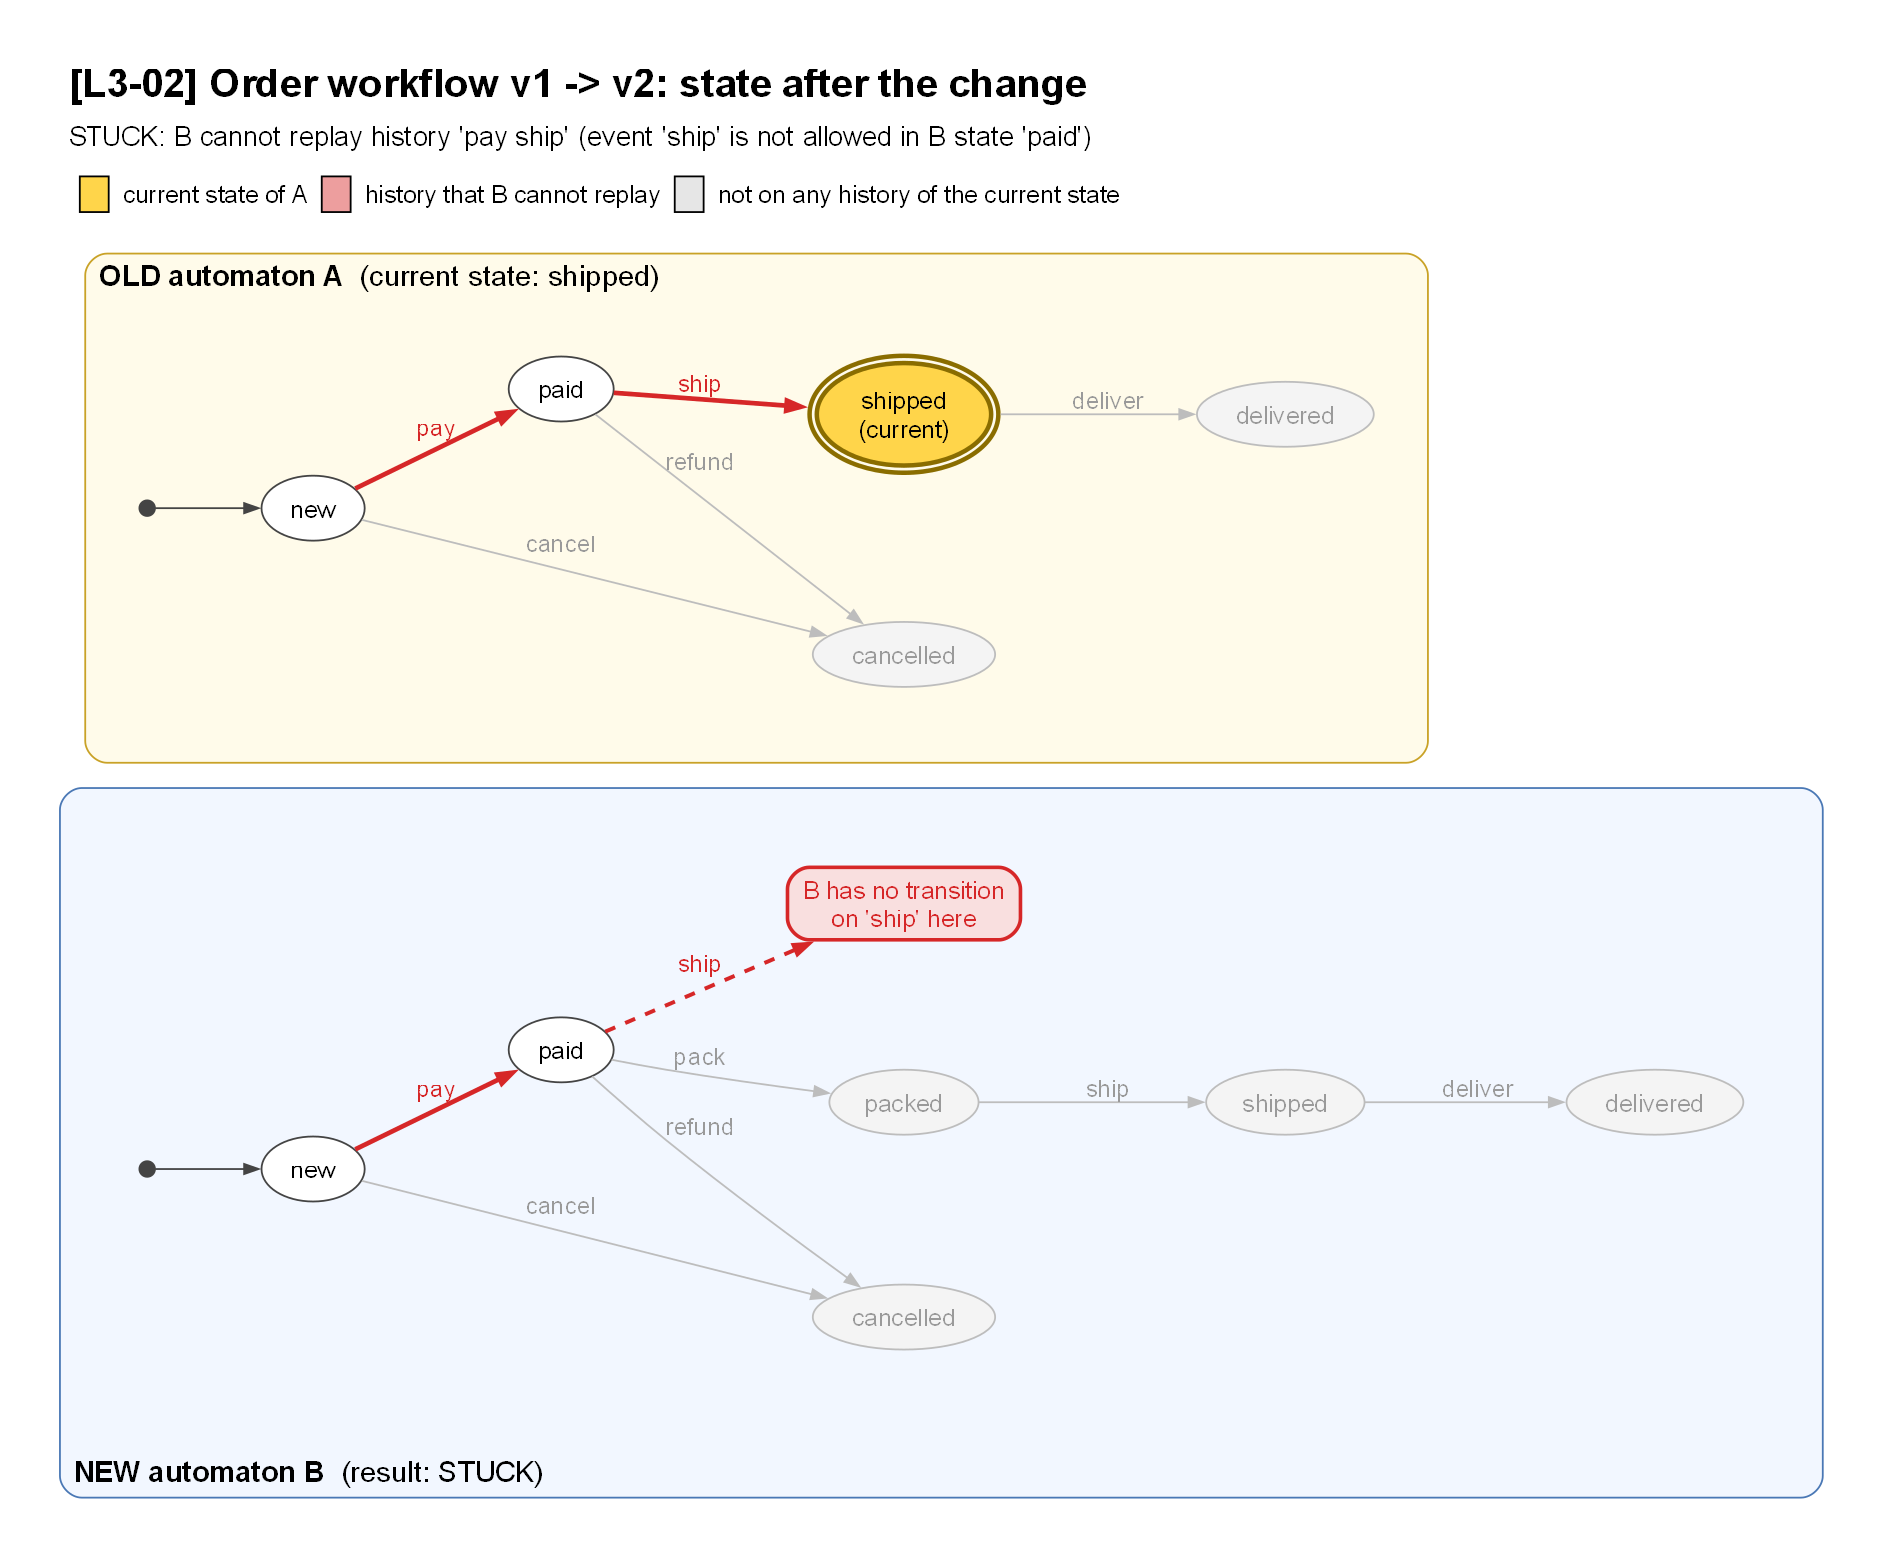 [L3-02] Order workflow v1 -> v2: state after the change
STUCK: B cannot replay history 'pay ship' (event 'ship' is not allowed in B state 'paid')
current state of A
history that B cannot replay
not on any history of the current state
OLD automaton A (current state: shipped)
new
pay
paid
ship
shipped
(current)
deliver
delivered
refund
cancel
cancelled
B has no transition
on 'ship' here
ship
paid
pack
packed
ship
shipped
deliver
delivered
pay
refund
new
cancel
cancelled
NEW automaton B (result: STUCK)